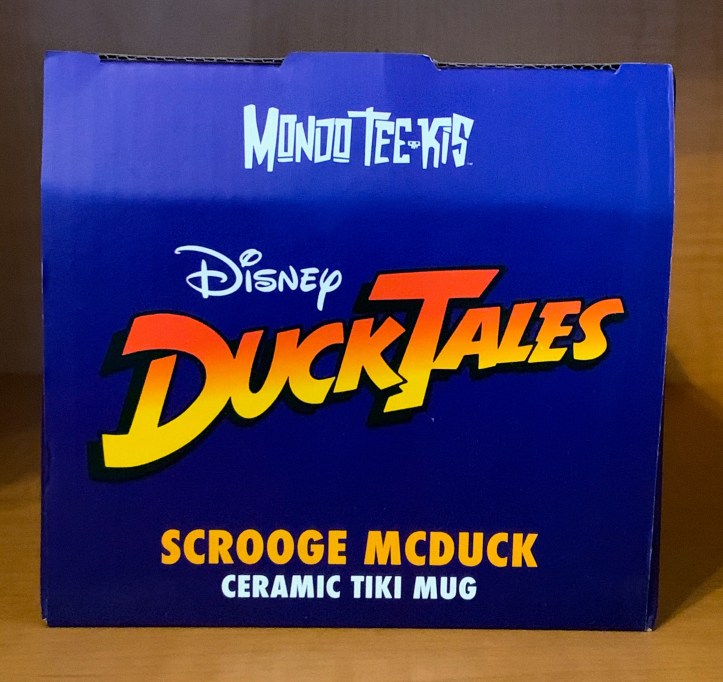 MONDO TEE-KIS
DISNEY
DUCKTALES
SCROOGE MCDUCK
CERAMIC TIKI MUG